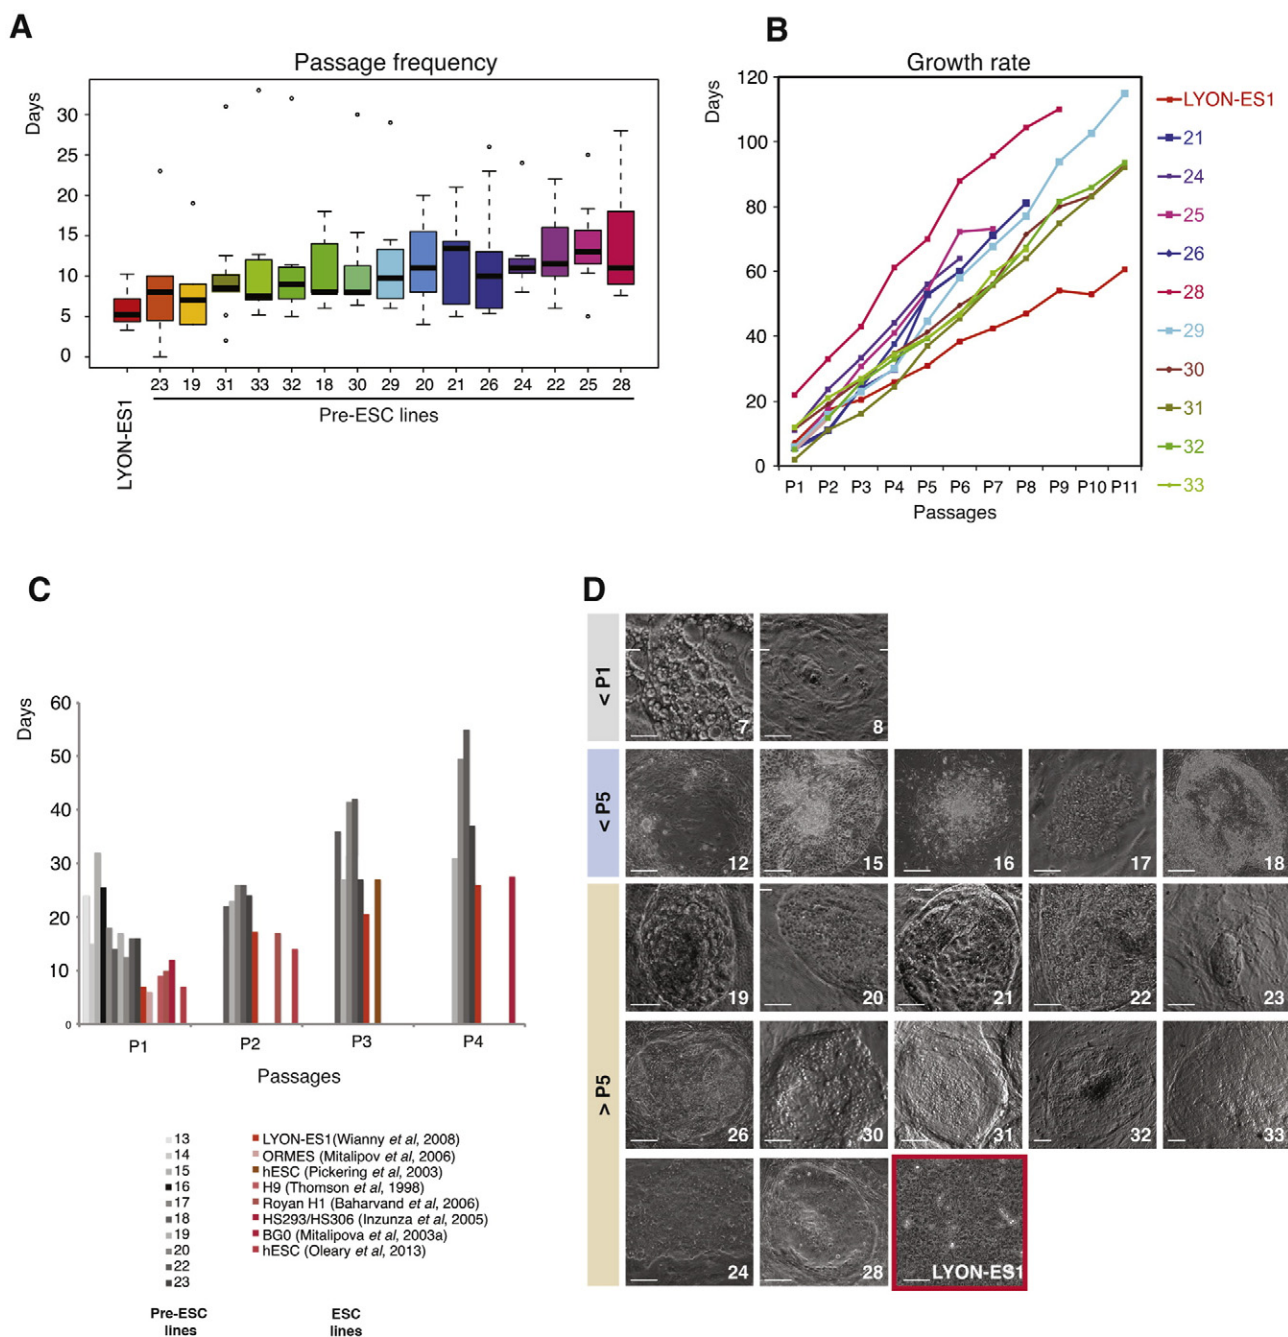 A
Passage frequency
Days
30
25
20
15
10
5
0
23 19 31 33 32 18 30 29 20 21 26 24 22 25 28
LYON-ES1
Pre-ESC lines
B
Growth rate
Days
120
100
80
60
40
20
0
P1 P2 P3 P4 P5 P6 P7 P8 P9 P10 P11
Passages
LYON-ES1
21
24
25
26
28
29
30
31
32
33
C
Days
60
50
40
30
20
10
0
P1 P2 P3 P4
Passages
13
14
15
16
17
18
19
20
22
23
Pre-ESC
lines
LYON-ES1(Wianny et al, 2008)
ORMES (Mitalipov et al, 2006)
hESC (Pickering et al, 2003)
H9 (Thomson et al, 1998)
Royan H1 (Baharvand et al, 2006)
HS293/HS306 (Inzunza et al, 2005)
BG0 (Mitalipova et al, 2003a)
hESC (Oleary et al, 2013)
ESC
lines
D
< P1
7 8
< P5
12 15 16 17 18
> P5
19 20 21 22 23
26 30 31 32 33
24 28 LYON-ES1